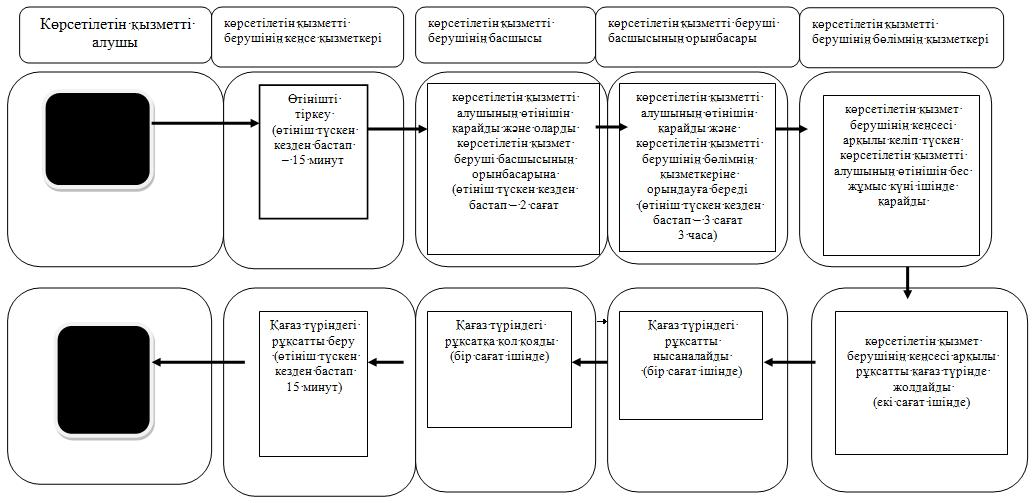 Көрсетілетін қызметті
алушы
көрсетілетін қызметті
берушінің кеңсе қызметкері
көрсетілетін қызметті
берушінің басшысы
көрсетілетін қызметті беруші
басшысының орынбасары
көрсетілетін қызметті
берушінің бөлімнің қызметкері
Өтінішті
тіркеу
(өтініш түскен
кезден бастап
– 15 минут
көрсетілетін қызметті
алушының өтінішін
қарайды және оларды
көрсетілетін қызмет
беруші басшысының
орынбасарына
(өтініш түскен кезден
бастап – 2 сағат
көрсетілетін қызметті
алушының өтінішін
қарайды және
көрсетілетін қызметті
берушінің бөлімнің
қызметкеріне
орындауға береді
(өтініш түскен кезден
бастап – 3 сағат
3 часа)
көрсетілетін қызмет
берушінің кеңсесі
арқылы келіп түскен
көрсетілетін қызметті
алушының өтінішін бес
жұмыс күні ішінде
қарайды
Қағаз түріндегі
рұқсатты беру
(өтініш түскен
кезден бастап
15 минут)
Қағаз түріндегі
рұқсатқа қол қояды
(бір сағат ішінде)
Қағаз түріндегі
рұқсатты
нысаналайды
(бір сағат ішінде)
көрсетілетін қызмет
берушінің кеңсесі арқылы
рұқсатты қағаз түрінде
жолдайды
(екі сағат ішінде)